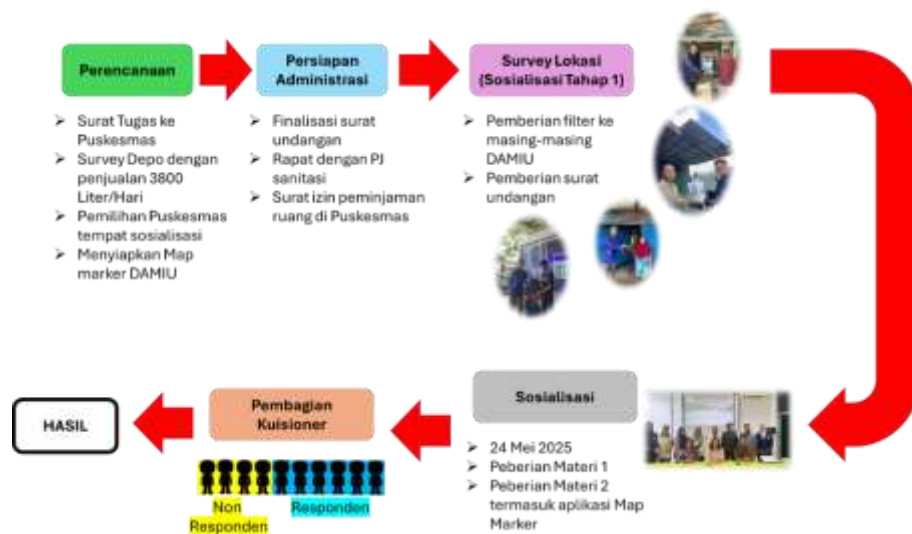 Perencanaan
➢ Surat Tugas ke
Puskesmas
➢ Survey Depo dengan
penjualan 3800
Liter/Hari
➢ Pemilihan Puskesmas
tempat sosialisasi
➢ Menyiapkan Map
marker DAMIU
Persiapan
Administrasi
➢ Finalisasi surat
undangan
➢ Rapat dengan PJ
sanitasi
➢ Surat izin peminjaman
ruang di Puskesmas
Survey Lokasi
(Sosialisasi Tahap 1)
➢ Pemberian filter ke
masing-masing
DAMIU
➢ Pemberian surat
undangan
Sosialisasi
➢ 24 Mei 2025
➢ Peberian Materi 1
➢ Peberian Materi 2
termasuk aplikasi Map
Marker
Pembagian
Kuisioner
Non
Responden
Responden
HASIL